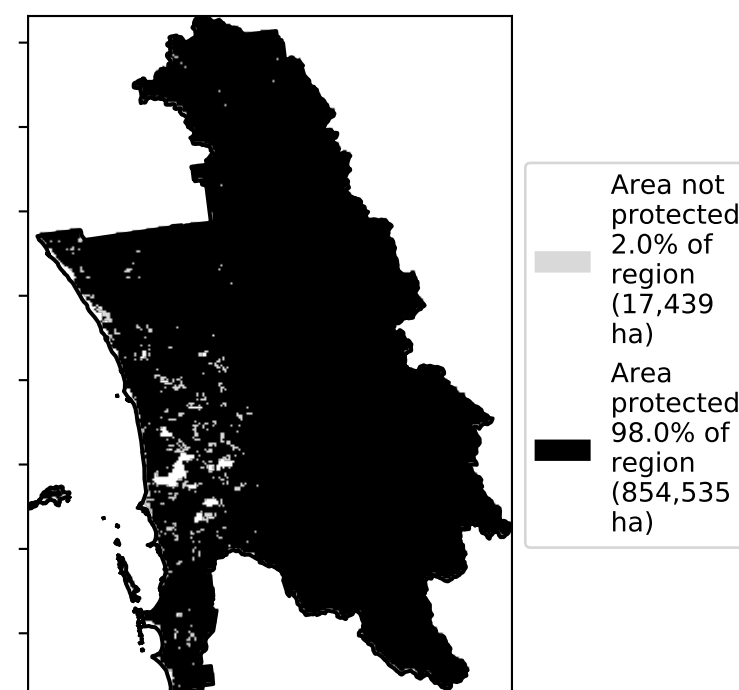 Area not
protected
2.0% of
region
(17,439
ha)
Area
protected
98.0% of
region
(854,535
ha)